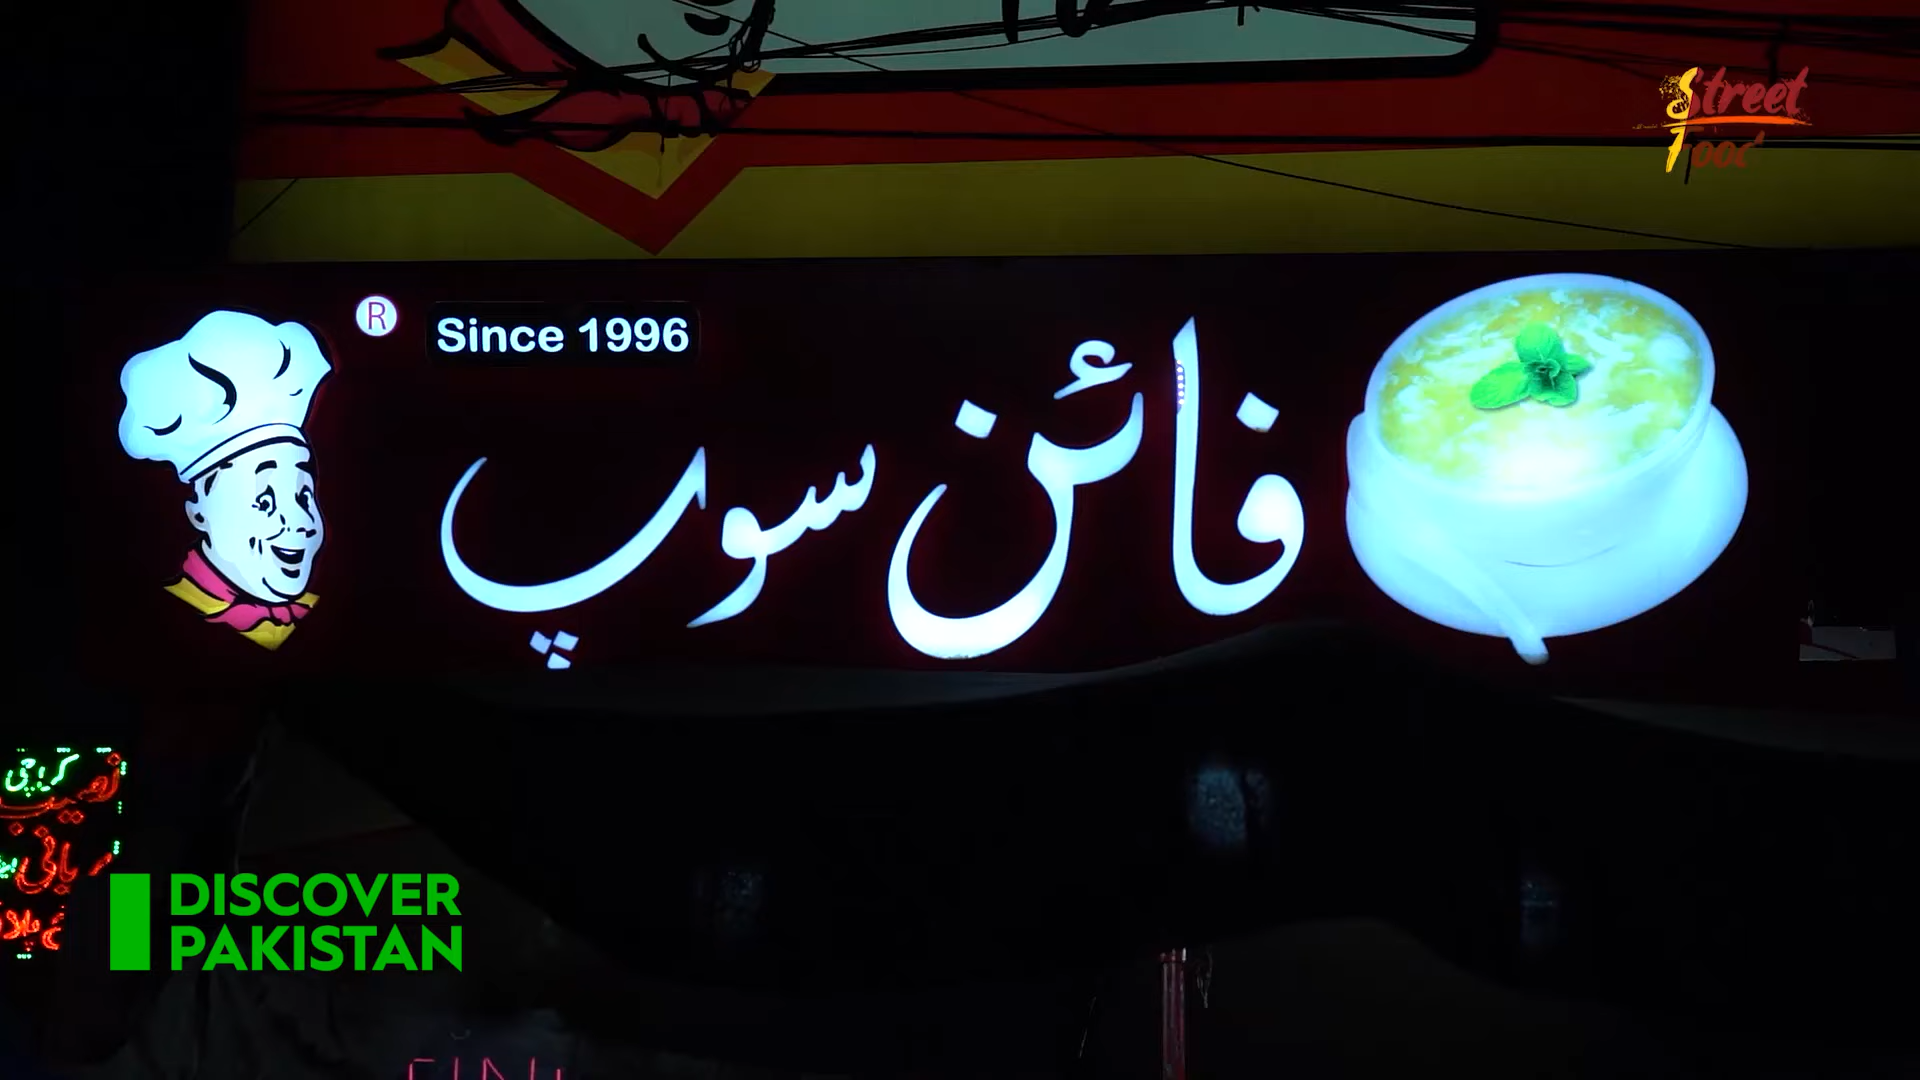 Street
Food
R
Since 1996
فائن سوپ
کراچی
DISCOVER
PAKISTAN